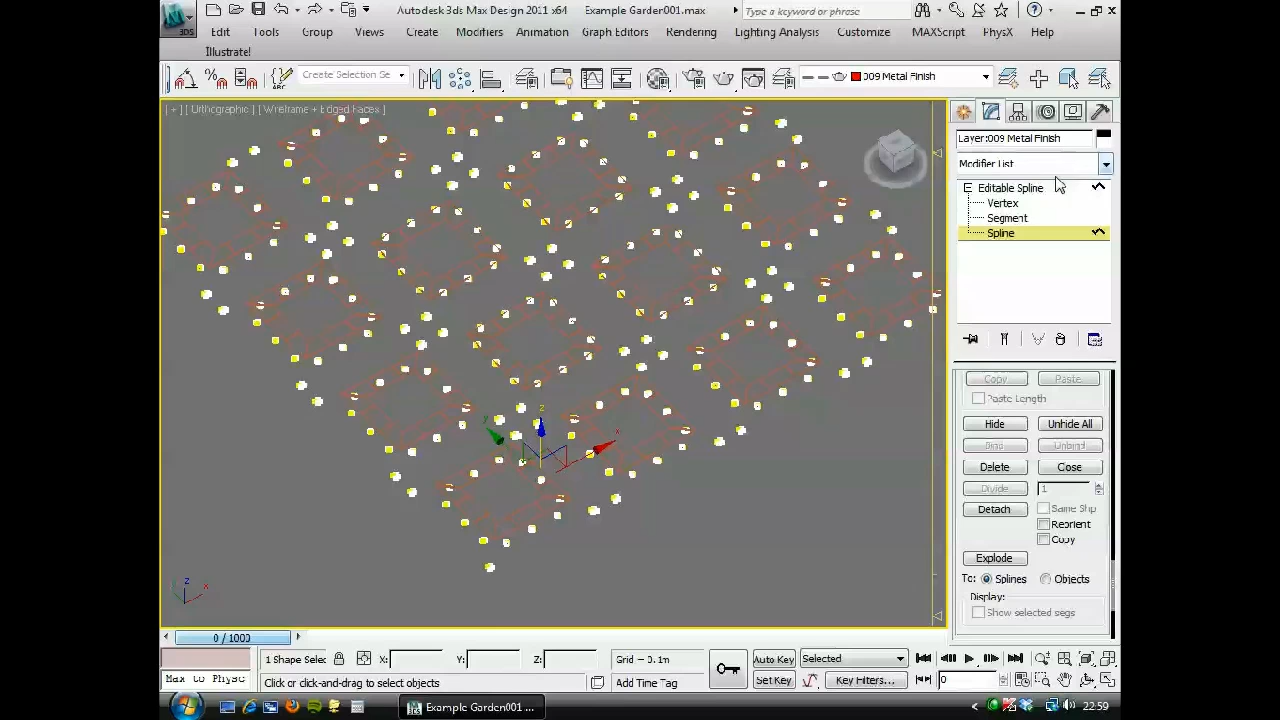 Autodesk 3ds Max Design 2011 x64 Example Garden001.max Type a keyword or phrase
3DS Edit Tools Group Views Create Modifiers Animation Graph Editors Rendering Lighting Analysis Customize MAXScript PhysX Help
Illustrate!
Create Selection Se 009 Metal Finish
[ + ] [ Orthographic ] [ Wireframe + Edged Faces ]
Layer:009 Metal Finish
Modifier List
Editable Spline
Vertex
Segment
Spline
z
y
x
Copy Paste
Paste Length
Hide Unhide All
Bind Unbind
Delete Close
Divide 1
Detach Same Shp
Reorient
Copy
Explode
To: Splines Objects
Display:
Show selected segs
z
x
0 / 1000
1 Shape Selec X: Y: Z: Grid = 0.1m Auto Key Selected
Max to Physc Click or click-and-drag to select objects Add Time Tag Set Key Key Filters... 0
Example Garden001 ... 22:59